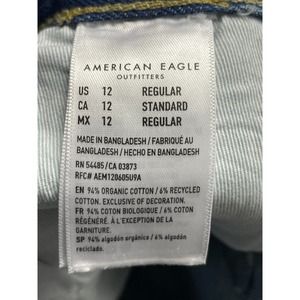 AMERICAN EAGLE
OUTFITTERS
US 12 REGULAR
CA 12 STANDARD
MX 12 REGULAR
MADE IN BANGLADESH / FABRIQUÉ AU
BANGLADESH / HECHO EN BANGLADESH
RN 54485/CA 03873
RFC# AEM120605U9A
EN 94% ORGANIC COTTON / 6% RECYCLED
COTTON. EXCLUSIVE OF DECORATION.
FR 94% COTON BIOLOGIQUE / 6% COTON
RÉGÉNÉRÉ. À L'EXCEPTION DE LA
GARNITURE.
SP 94% algodón orgánico / 6% algodón
reciclado.